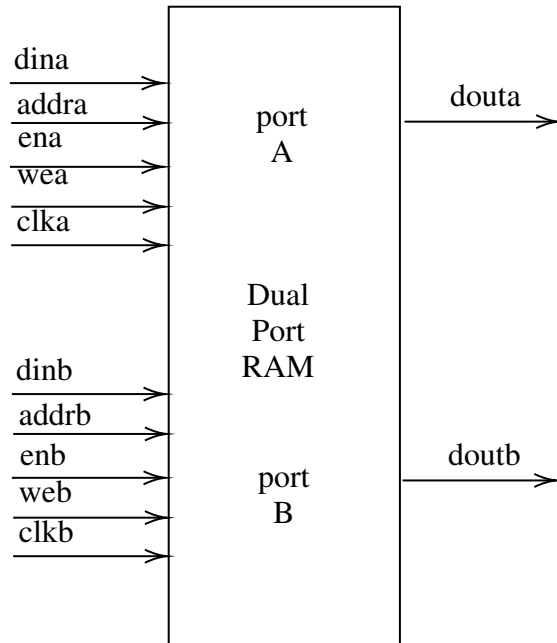 dina
addra
ena
wea
clka
port
A
douta
Dual
Port
RAM
dinb
addrb
enb
web
clkb
port
B
doutb